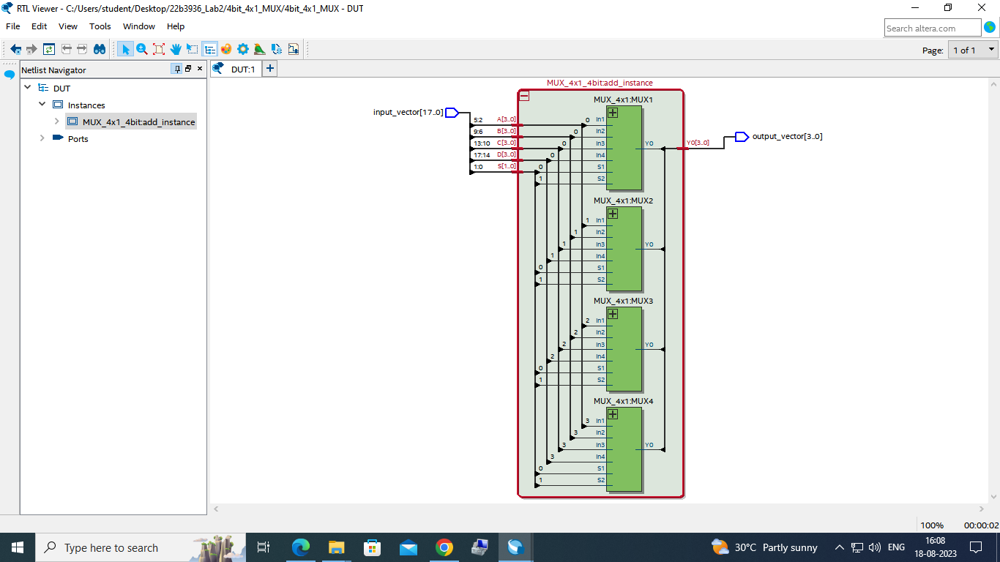 RTL Viewer - C:/Users/student/Desktop/22b3936_Lab2/4bit_4x1_MUX/4bit_4x1_MUX - DUT
File Edit View Tools Window Help
Search altera.com
Page: 1 of 1
Netlist Navigator
DUT:1
DUT
Instances
MUX_4x1_4bit:add_instance
Ports
MUX_4x1_4bit:add_instance
input_vector[17..0]
5:2 A[3..0]
9:6 B[3..0]
13:10 C[3..0]
17:14 D[3..0]
1:0 S[1..0]
MUX_4x1:MUX1
0 In1
0 In2
0 In3
0 In4
0 S1
1 S2
Y0
Y0[3..0]
output_vector[3..0]
MUX_4x1:MUX2
1 In1
1 In2
1 In3
1 In4
0 S1
1 S2
Y0
MUX_4x1:MUX3
2 In1
2 In2
2 In3
2 In4
0 S1
1 S2
Y0
MUX_4x1:MUX4
3 In1
3 In2
3 In3
3 In4
0 S1
1 S2
Y0
100% 00:00:02
Type here to search
30°C Partly sunny
ENG
16:08
18-08-2023